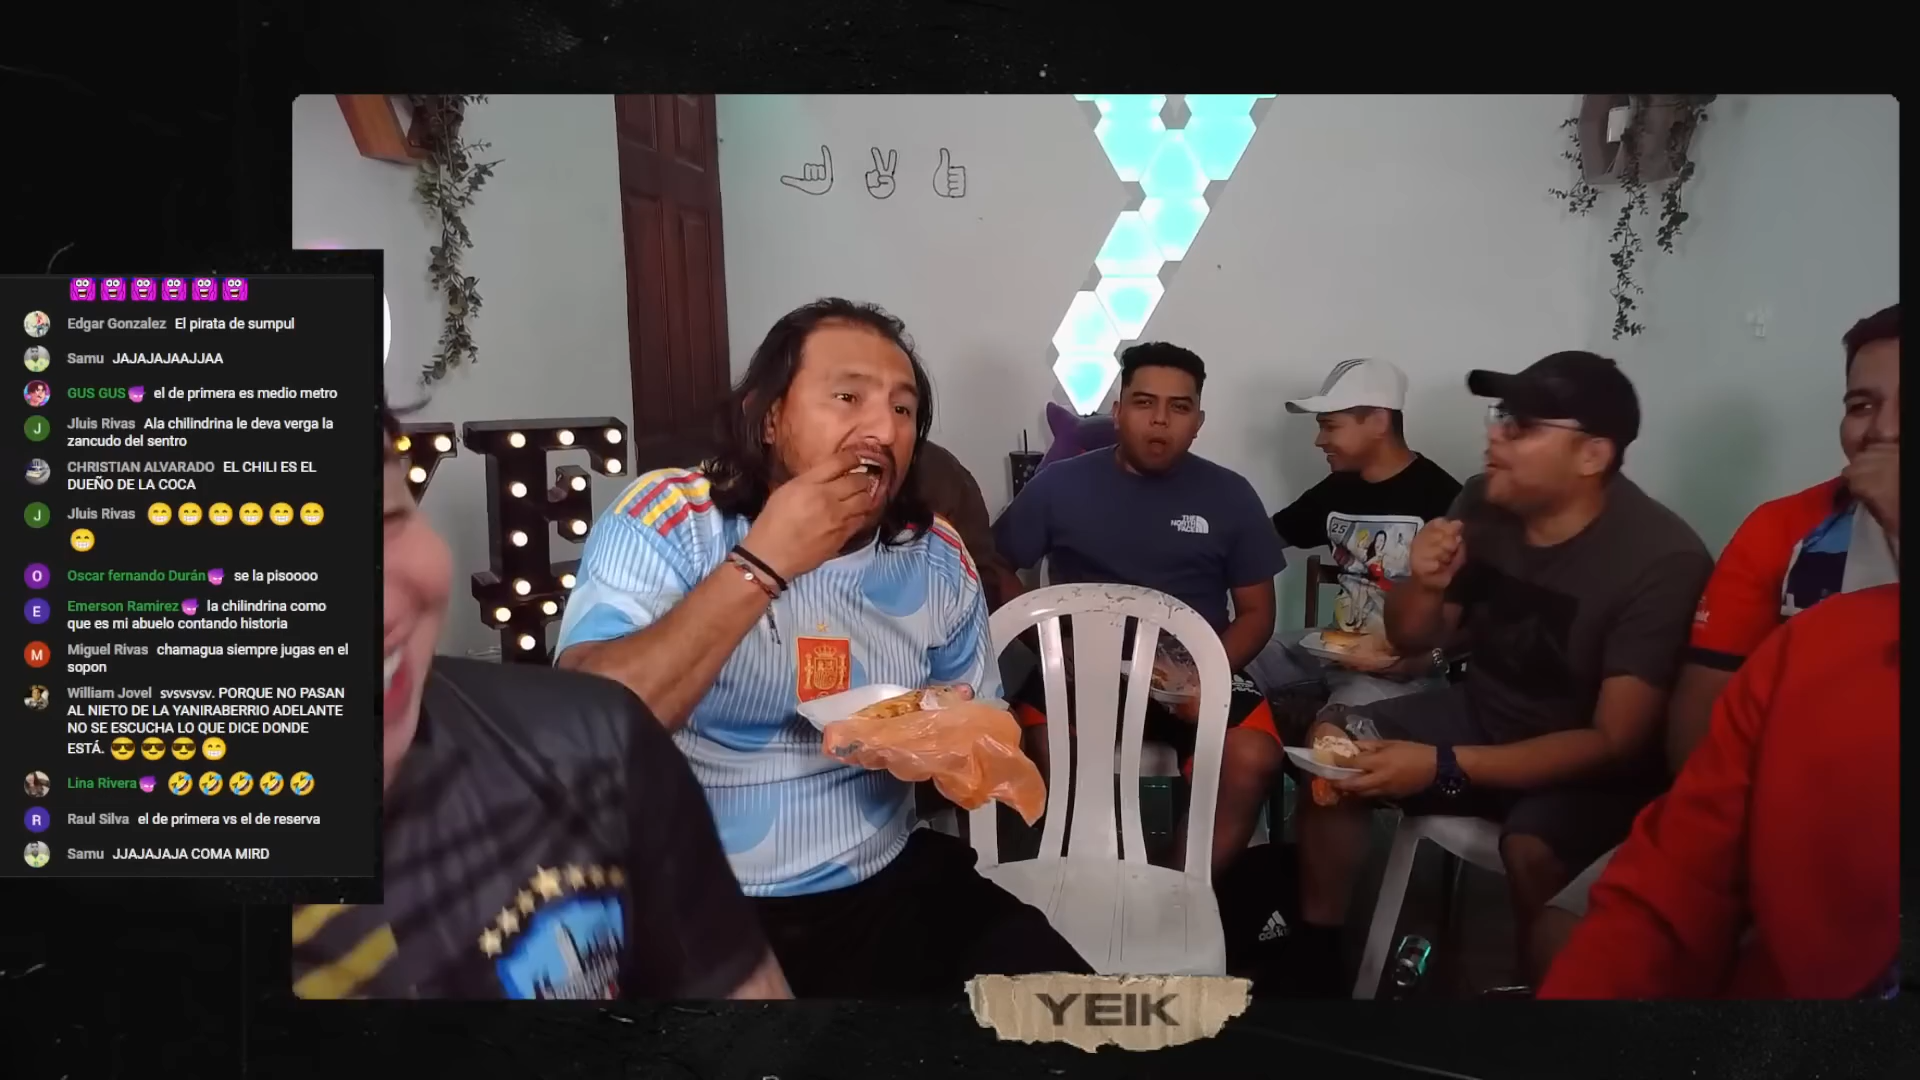 Edgar Gonzalez El pirata de sumpul
Samu JAJAJAJAAJJAA
GUS GUS😈 el de primera es medio metro
Jluis Rivas Ala chilindrina le deva verga la
zancudo del sentro
CHRISTIAN ALVARADO EL CHILI ES EL
DUEÑO DE LA COCA
Jluis Rivas 😁😁😁😁😁😁
😁
Oscar fernando Durán😈 se la pisoooo
Emerson Ramirez😈 la chilindrina como
que es mi abuelo contando historia
Miguel Rivas chamagua siempre jugas en el
sopon
William Jovel svsvsvsv. PORQUE NO PASAN
AL NIETO DE LA YANIRABERRIO ADELANTE
NO SE ESCUCHA LO QUE DICE DONDE
ESTÁ. 😎😎😎😁
Lina Rivera😈 🤣🤣🤣🤣🤣
Raul Silva el de primera vs el de reserva
Samu JJAJAJAJA COMA MIRD
J
J
O
E
M
R
YE
THE
NORTH
FACE
25
adidas
YEIK